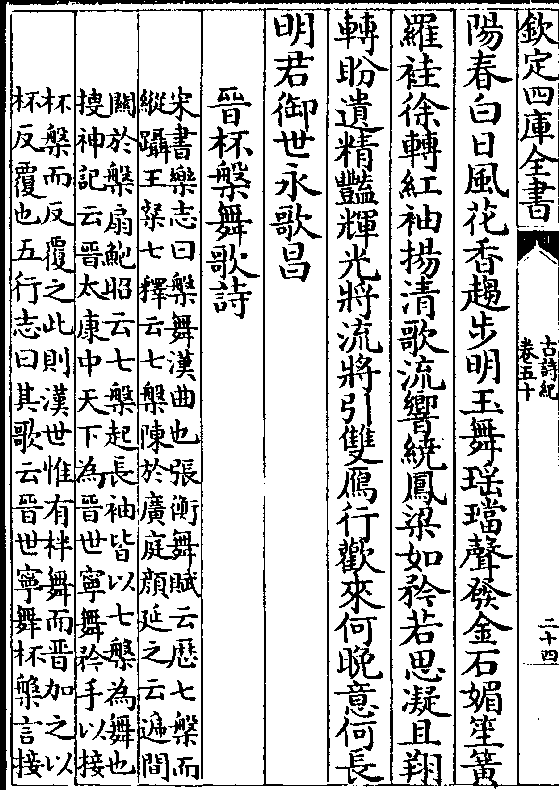 欽定四庫全書
古詩紀
卷五十
二十四
陽春白日風花香趨步明玉舞瑶璫聲發金石媚笙簧
羅袿徐轉紅袖揚清歌流響繞鳳梁如矜若思凝且翔
轉盼遺精豔輝光將流將引雙鴈行歡來何晚意何長
明君御世永歌昌
晉杯槃舞歌詩
宋書樂志曰槃舞漢曲也張衡舞賦云歷七槃而
縱躡王粲七釋云七槃陳於廣庭顔延之云遞間
關於槃扇鮑昭云七槃起長袖皆以七槃為舞也
搜神記云晉太康中天下為晉世寧舞矜手以接
杯槃而反覆之此則漢世惟有柈舞而晉加之以
杯反覆也五行志曰其歌云晉世寧舞杯槃言接